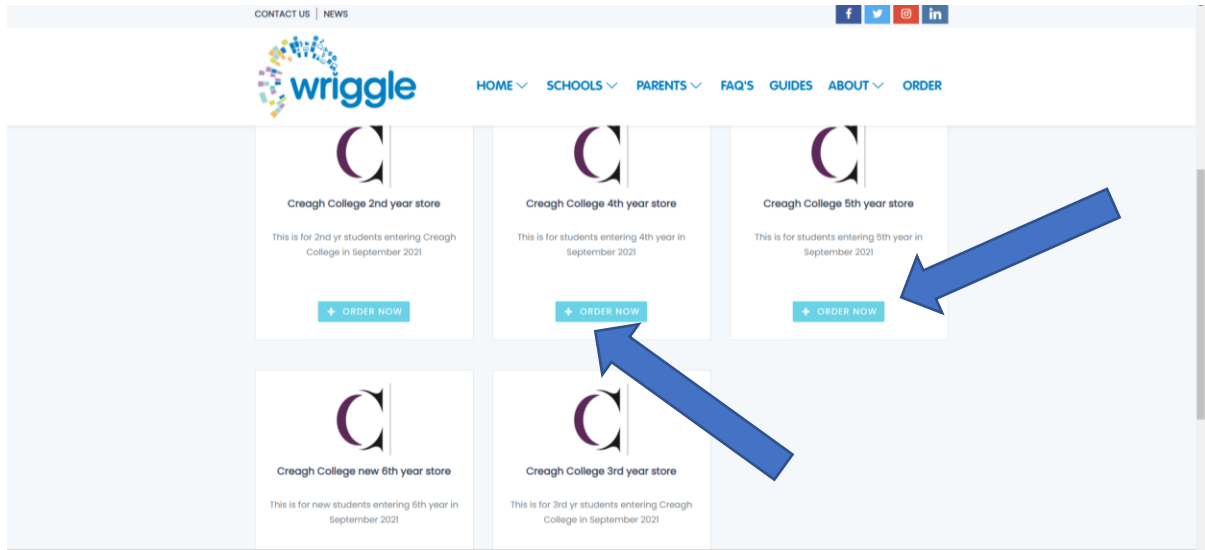 CONTACT US | NEWS
wriggle
HOME SCHOOLS PARENTS FAQ'S GUIDES ABOUT ORDER
Creagh College 2nd year store
This is for 2nd yr students entering Creagh
College in September 2021
+ ORDER NOW
Creagh College 4th year store
This is for students entering 4th year in
September 2021
+ ORDER NOW
Creagh College 5th year store
This is for students entering 5th year in
September 2021
+ ORDER NOW
Creagh College new 6th year store
This is for new students entering 6th year in
September 2021
Creagh College 3rd year store
This is for 3rd yr students entering Creagh
College in September 2021